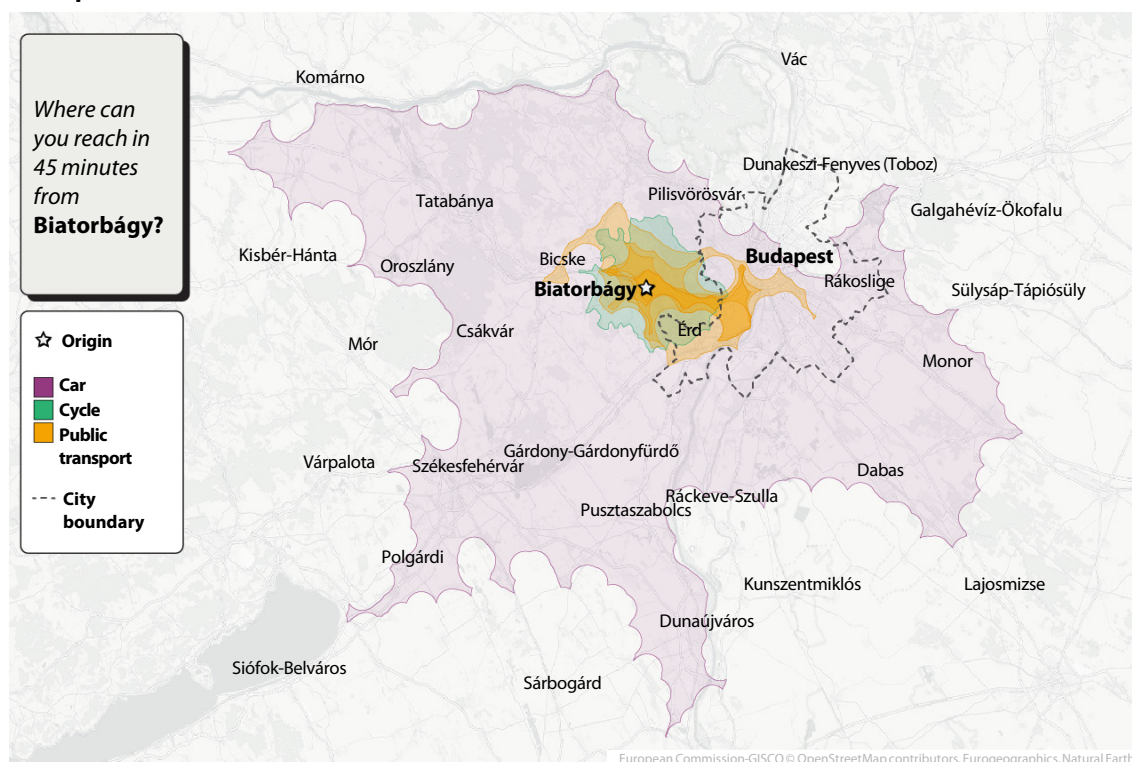 Where can
you reach in
45 minutes
from
Biatorbágy?
Origin
Car
Cycle
Public
transport
City
boundary
Vác
Komárno
Dunakeszi-Fenyves (Toboz)
Pilisvörösvár
Tatabánya
Galgahévíz-Ökofalu
Kisbér-Hánta
Bicske
Budapest
Oroszlány
Rákoslige
Biatorbágy
Sülysáp-Tápiósüly
Csákvár
Érd
Mór
Monor
Gárdony-Gárdonyfürdő
Várpalota
Székesfehérvár
Dabas
Ráckeve-Szulla
Pusztaszabolcs
Polgárdi
Kunszentmiklós
Lajosmizse
Dunaújváros
Siófok-Belváros
Sárbogárd
European Commission-GISCO © OpenStreetMap contributors, Eurogeographics, Natural Earth